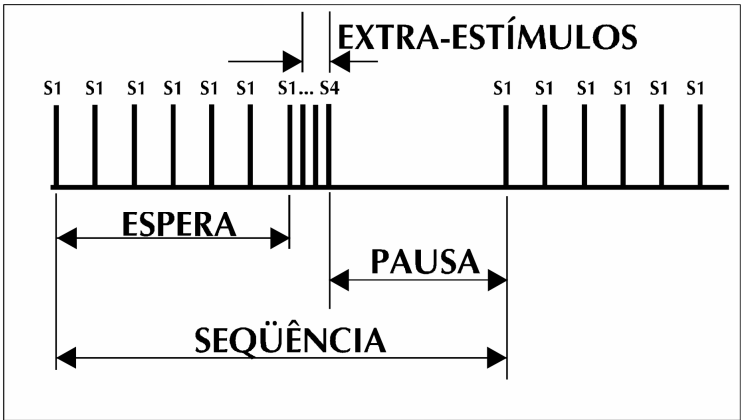 EXTRA-ESTÍMULOS
S1 S1 S1 S1 S1 S1 S1... S4 S1 S1 S1 S1 S1 S1
ESPERA
PAUSA
SEQÜÊNCIA